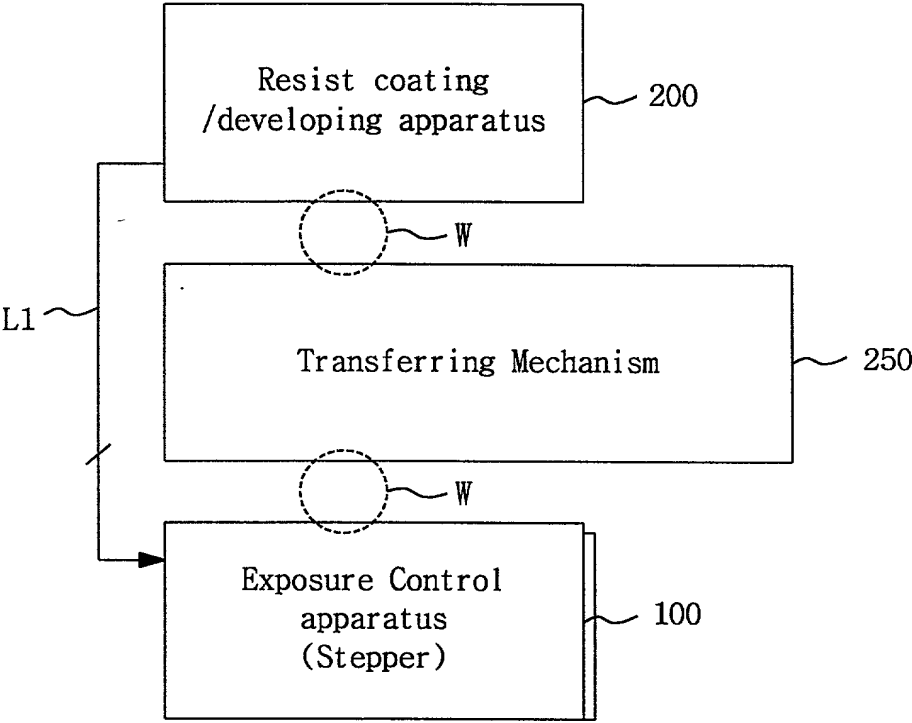 Resist coating
/developing apparatus
200
W
L1
Transferring Mechanism
250
W
Exposure Control
apparatus
(Stepper)
100